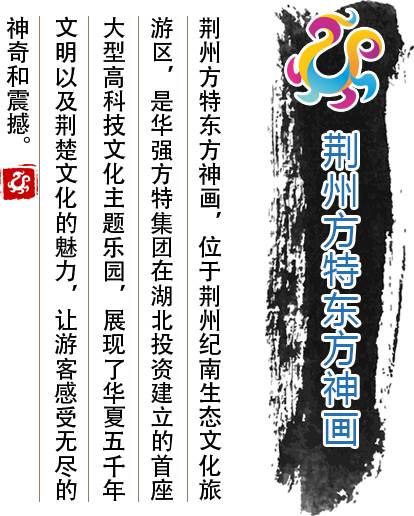 荆州方特东方神画
荆州方特东方神画，位于荆州纪南生态文化旅
游区，是华强方特集团在湖北投资建立的首座
大型高科技文化主题乐园，展现了华夏五千年
文明以及荆楚文化的魅力，让游客感受无尽的
神奇和震撼。